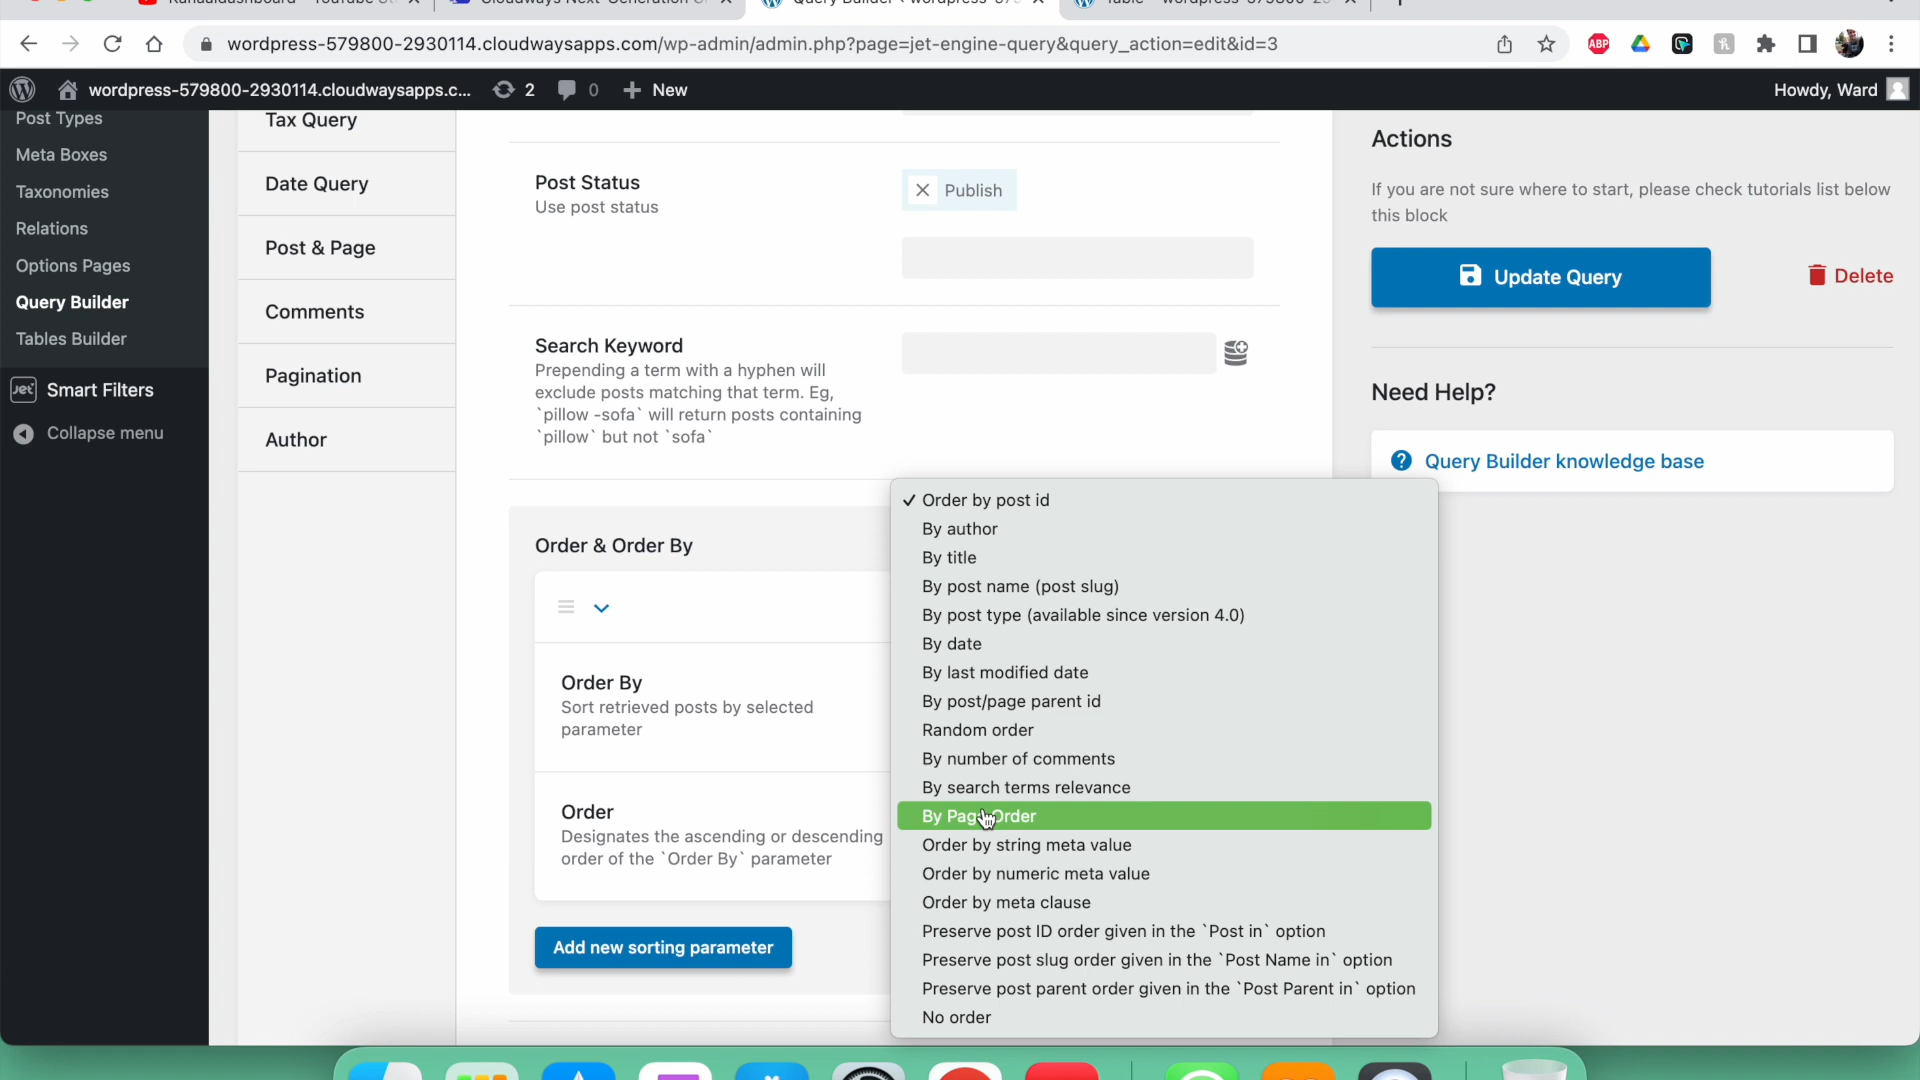 wordpress-579800-2930114.cloudwaysapps.com/wp-admin/admin.php?page=jet-engine-query&query_action=edit&id=3
ABP
wordpress-579800-2930114.cloudwaysapps.c...
2
0
New
Howdy, Ward
Post Types
Meta Boxes
Taxonomies
Relations
Options Pages
Query Builder
Tables Builder
Jet
Smart Filters
Collapse menu
Tax Query
Date Query
Post & Page
Comments
Pagination
Author
Post Status
Use post status
Publish
Search Keyword
Prepending a term with a hyphen will
exclude posts matching that term. Eg,
`pillow -sofa` will return posts containing
`pillow` but not `sofa`
Order & Order By
Order By
Sort retrieved posts by selected
parameter
Order
Designates the ascending or descending
order of the `Order By` parameter
Add new sorting parameter
✓ Order by post id
By author
By title
By post name (post slug)
By post type (available since version 4.0)
By date
By last modified date
By post/page parent id
Random order
By number of comments
By search terms relevance
By Page Order
Order by string meta value
Order by numeric meta value
Order by meta clause
Preserve post ID order given in the `Post in` option
Preserve post slug order given in the `Post Name in` option
Preserve post parent order given in the `Post Parent in` option
No order
Actions
If you are not sure where to start, please check tutorials list below
this block
Update Query
Delete
Need Help?
Query Builder knowledge base